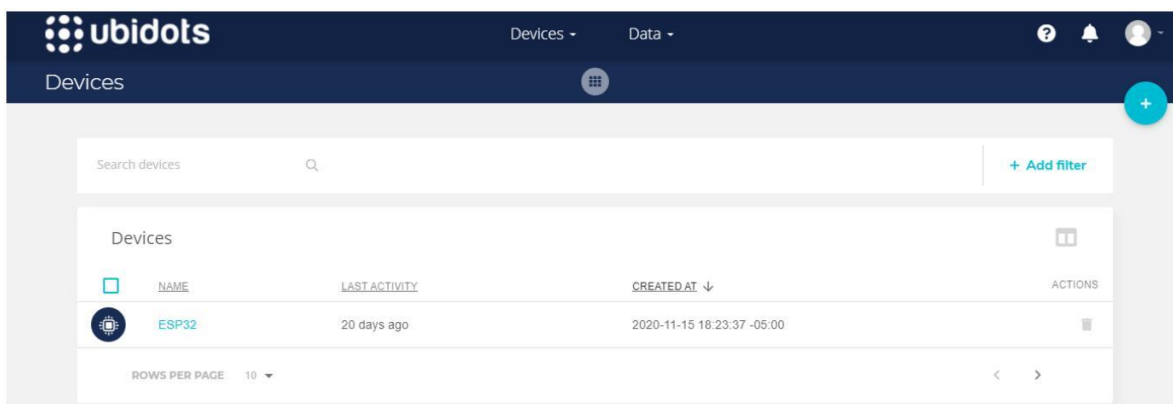 ubidots
Devices Data
Devices
Search devices
+ Add filter
Devices
NAME LAST ACTIVITY CREATED AT ACTIONS
ESP32 20 days ago 2020-11-15 18:23:37 -05:00
ROWS PER PAGE 10